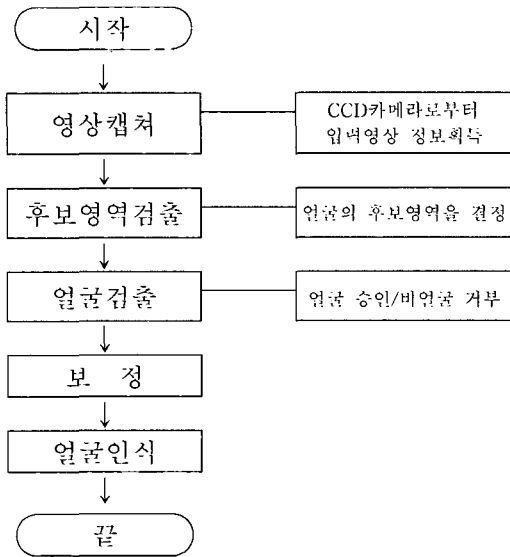 시작
영상캡쳐
CCD카메라로부터
입력영상 정보획득
후보영역검출
얼굴의 후보영역을 결정
얼굴검출
얼굴 승인/비얼굴 거부
보 정
얼굴인식
끝